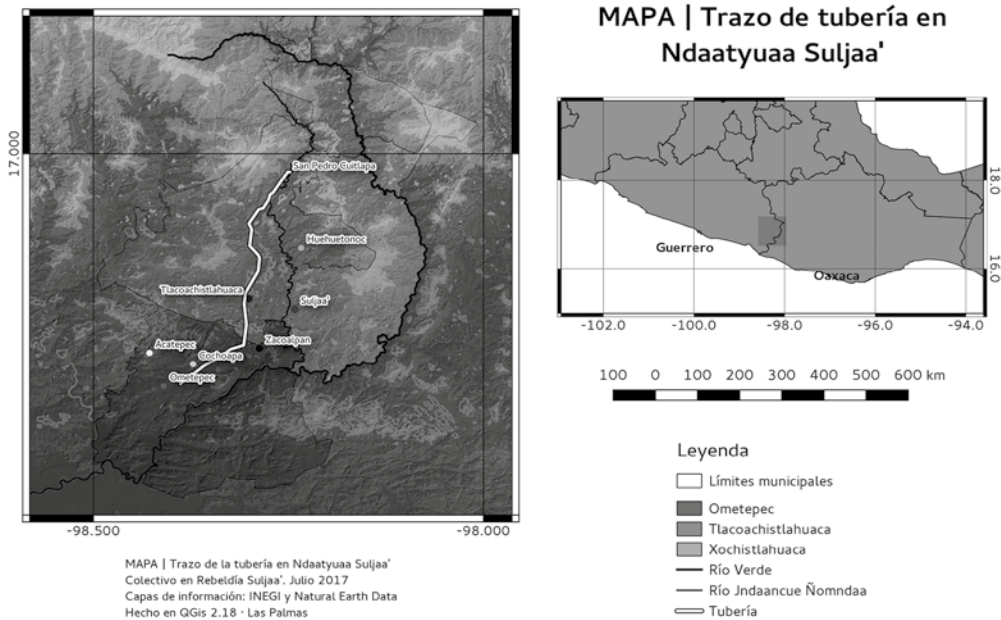 MAPA | Trazo de tubería en
Ndaatyuaa Suljaa'
17.000
San Pedro Cuitlapa
Huehuetonoc
Tlacoachistlahuaca
Suljaa'
Zacoalpan
Acatepec
Cochoapa
Ometepec
-98.500
-98.000
18.0
16.0
Guerrero
Oaxaca
-102.0
-100.0
-98.0
-96.0
-94.0
100 0 100 200 300 400 500 600 km
Leyenda
Límites municipales
Ometepec
Tlacoachistlahuaca
Xochistlahuaca
Río Verde
Río Jndaancue Ñomndaa
Tubería
MAPA | Trazo de la tubería en Ndaatyuaa Suljaa'
Colectivo en Rebeldía Suljaa'. Julio 2017
Capas de información: INEGI y Natural Earth Data
Hecho en QGis 2.18 · Las Palmas